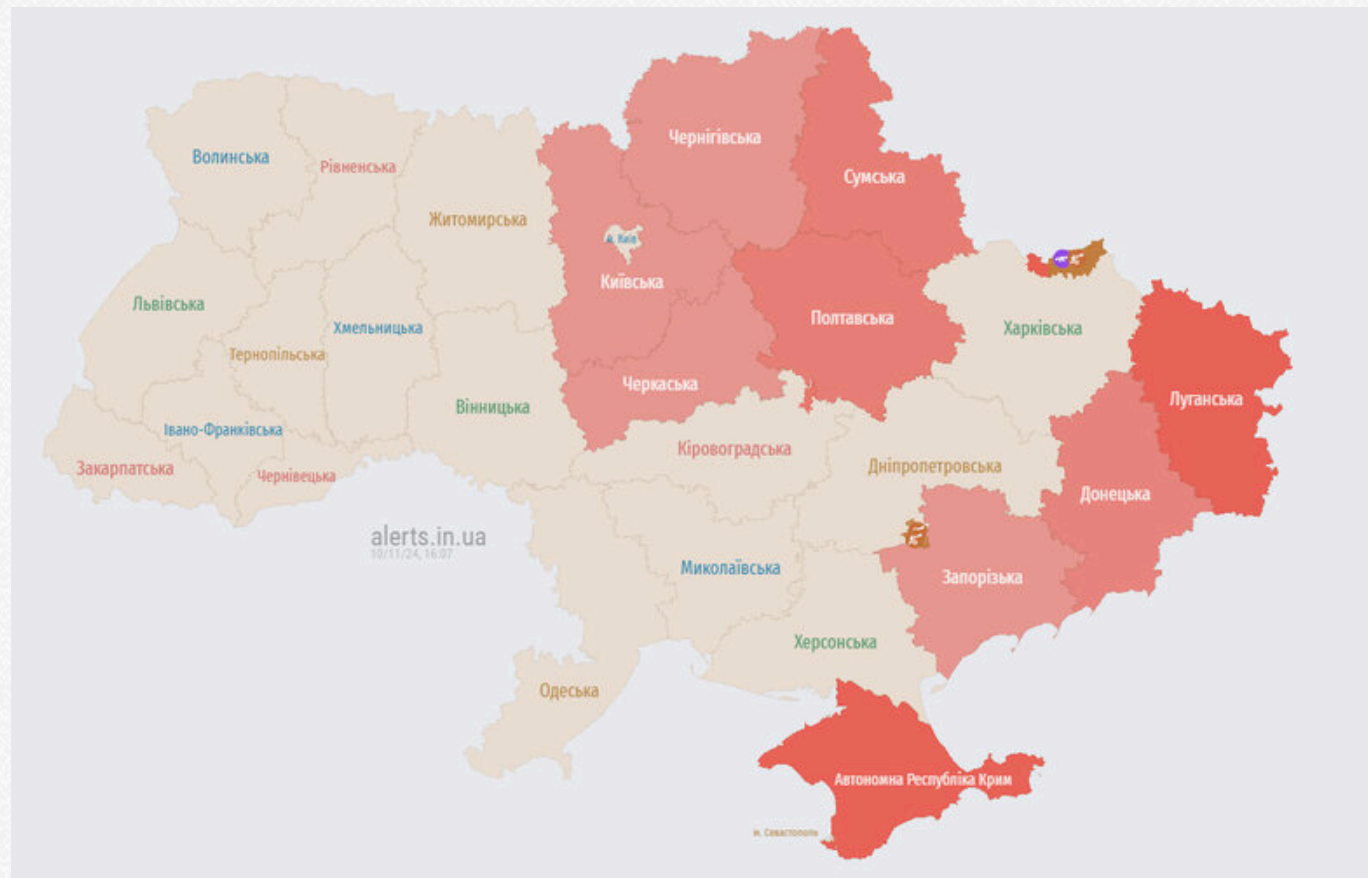 Чернігівська
Волинська
Рівненська
Сумська
Житомирська
м. Київ
Київська
Львівська
Полтавська
Хмельницька
Харківська
Тернопільська
Черкаська
Луганська
Вінницька
Івано-Франківська
Кіровоградська
Закарпатська
Чернівецька
Дніпропетровська
Донецька
alerts.in.ua
10/11/24, 16:07
Миколаївська
Запорізька
Херсонська
Одеська
Автономна Республіка Крим
м. Севастополь